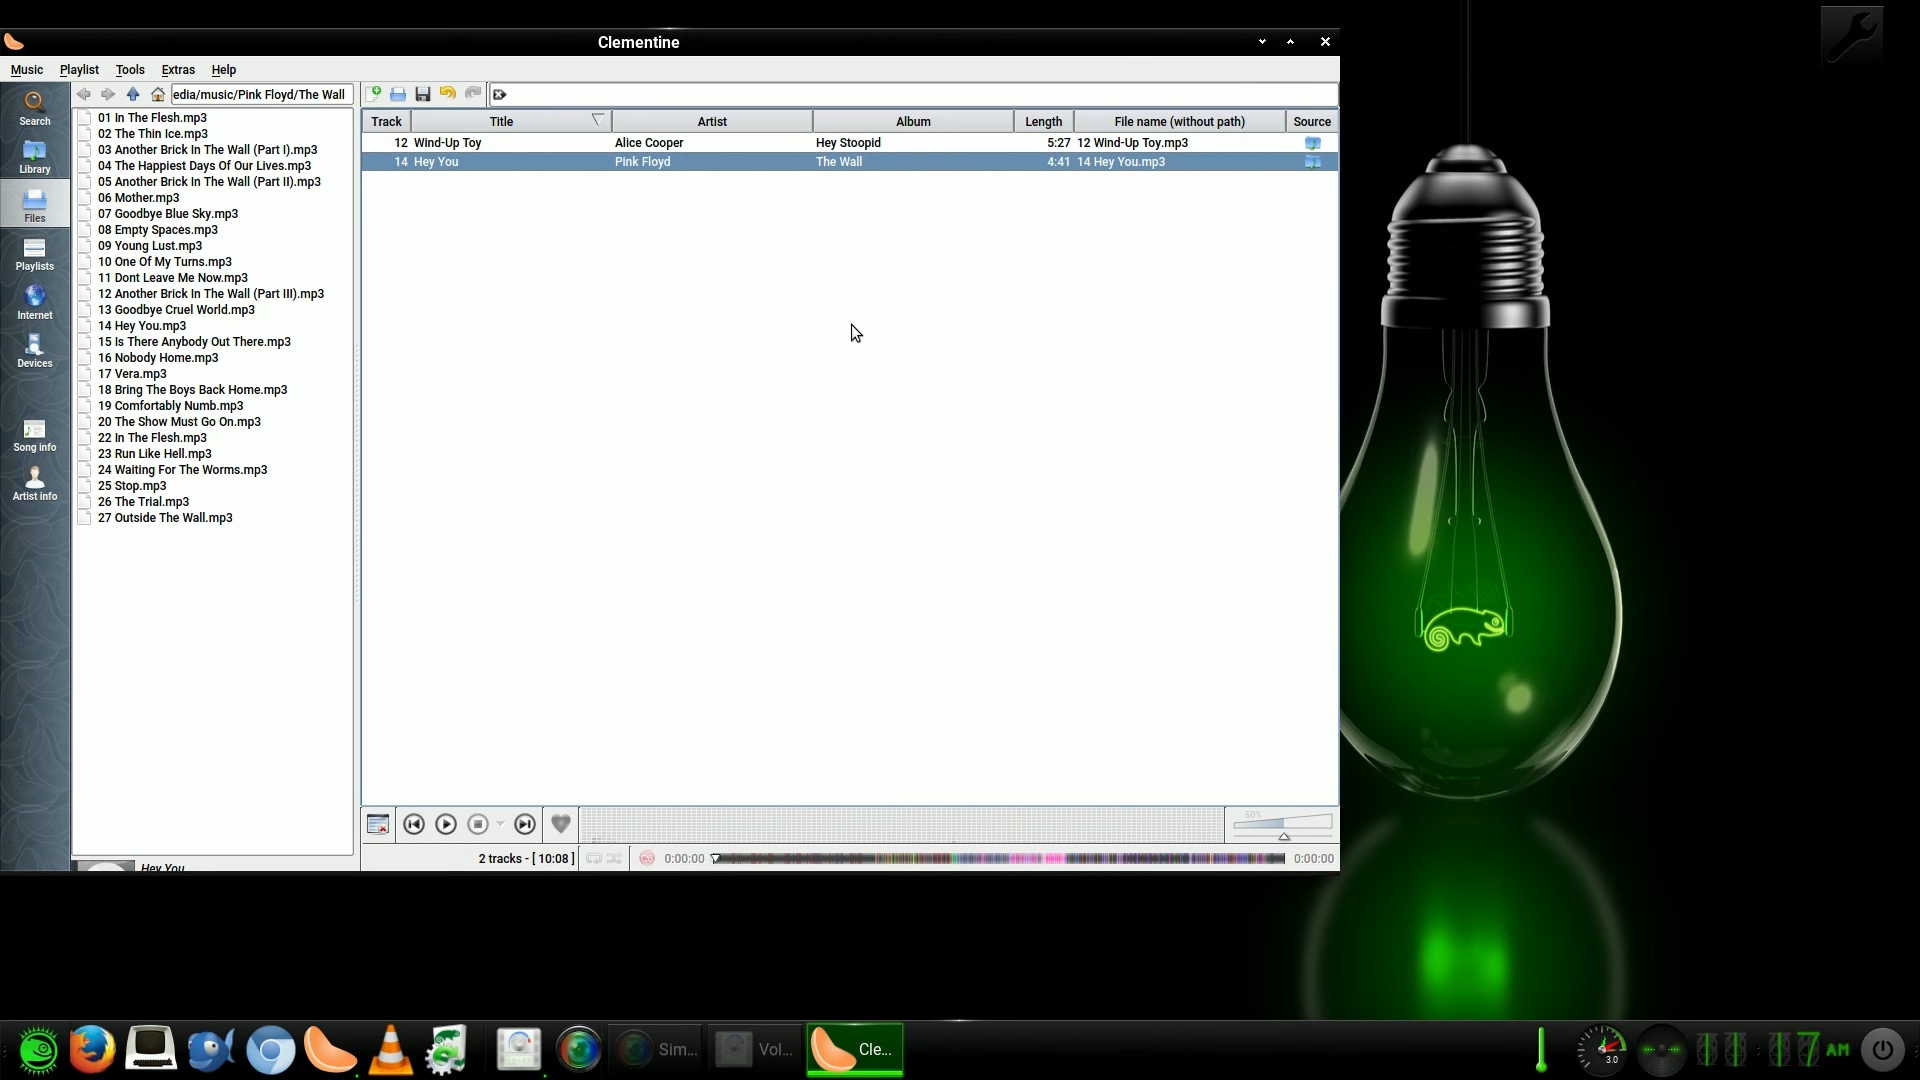 Clementine
Music Playlist Tools Extras Help
edia/music/Pink Floyd/The Wall
Search
Library
Files
Playlists
Internet
Devices
Song info
Artist info
01 In The Flesh.mp3
02 The Thin Ice.mp3
03 Another Brick In The Wall (Part I).mp3
04 The Happiest Days Of Our Lives.mp3
05 Another Brick In The Wall (Part II).mp3
06 Mother.mp3
07 Goodbye Blue Sky.mp3
08 Empty Spaces.mp3
09 Young Lust.mp3
10 One Of My Turns.mp3
11 Dont Leave Me Now.mp3
12 Another Brick In The Wall (Part III).mp3
13 Goodbye Cruel World.mp3
14 Hey You.mp3
15 Is There Anybody Out There.mp3
16 Nobody Home.mp3
17 Vera.mp3
18 Bring The Boys Back Home.mp3
19 Comfortably Numb.mp3
20 The Show Must Go On.mp3
22 In The Flesh.mp3
23 Run Like Hell.mp3
24 Waiting For The Worms.mp3
25 Stop.mp3
26 The Trial.mp3
27 Outside The Wall.mp3
Hey You
Track Title Artist Album Length File name (without path) Source
12 Wind-Up Toy Alice Cooper Hey Stoopid 5:27 12 Wind-Up Toy.mp3
14 Hey You Pink Floyd The Wall 4:41 14 Hey You.mp3
50%
2 tracks - [ 10:08 ] 0:00:00 0:00:00
Sim... Vol... Cle... 3.0 11 : 17 AM